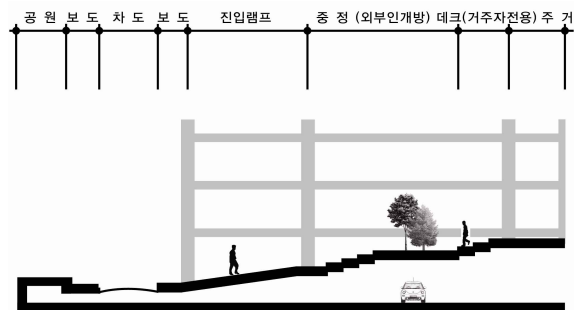 공 원 보 도 차 도 보 도 진입램프 중 정 (외부인개방) 데크(거주자전용) 주 거